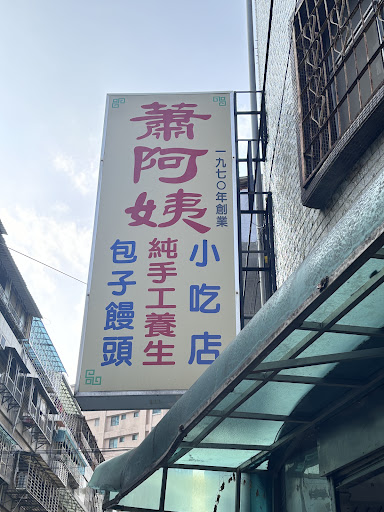 蕭阿姨
一九七〇年創業
小吃店
純手工養生
包子饅頭